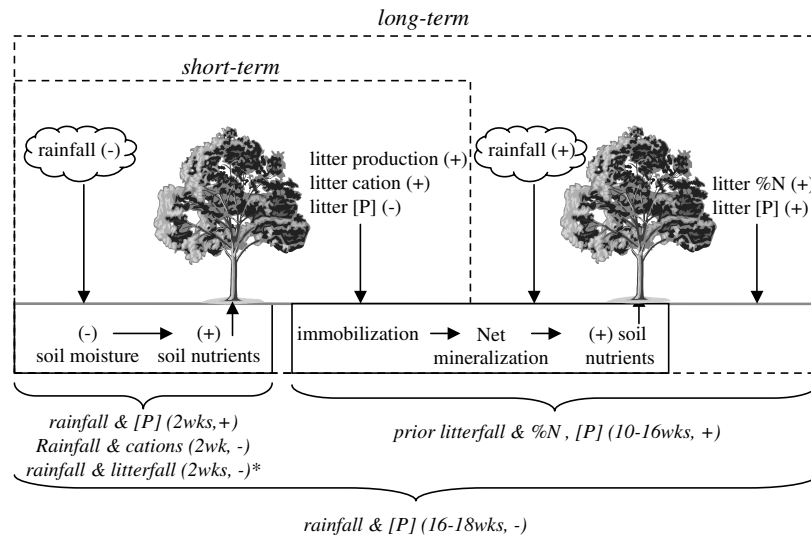 long-term
short-term
rainfall (-)
litter production (+)
litter cation (+)
litter [P] (-)
rainfall (+)
litter %N (+)
litter [P] (+)
(-)
soil moisture
(+)
soil nutrients
immobilization
Net
mineralization
(+) soil
nutrients
rainfall & [P] (2wks,+)
Rainfall & cations (2wk, -)
rainfall & litterfall (2wks, -)*
prior litterfall & %N , [P] (10-16wks, +)
rainfall & [P] (16-18wks, -)